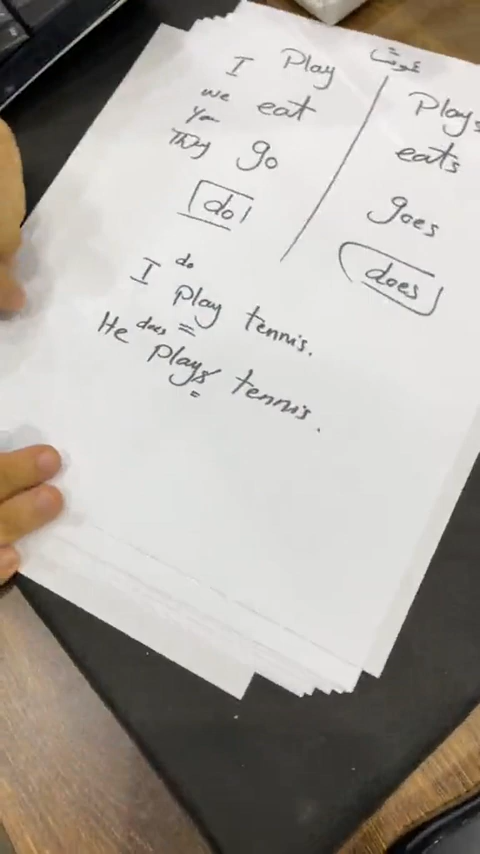 I Play
we eat
You
They go
do
Plays
eats
goes
does
do
I Play tennis.
does
He Plays tennis.